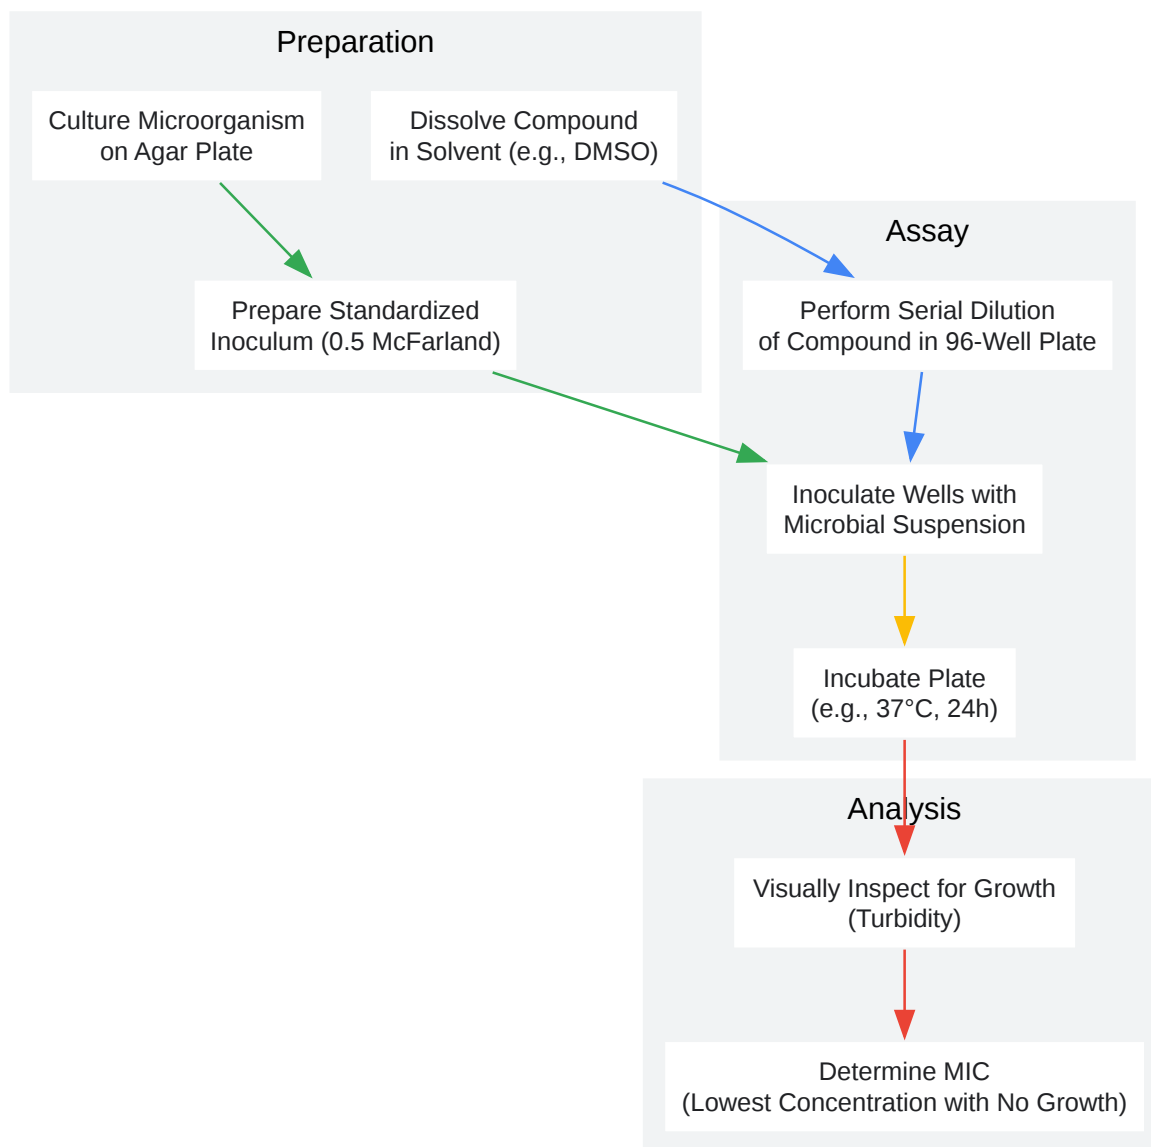 Preparation
Culture Microorganism
on Agar Plate
Dissolve Compound
in Solvent (e.g., DMSO)
Prepare Standardized
Inoculum (0.5 McFarland)
Assay
Perform Serial Dilution
of Compound in 96-Well Plate
Inoculate Wells with
Microbial Suspension
Incubate Plate
(e.g., 37°C, 24h)
Analysis
Visually Inspect for Growth
(Turbidity)
Determine MIC
(Lowest Concentration with No Growth)